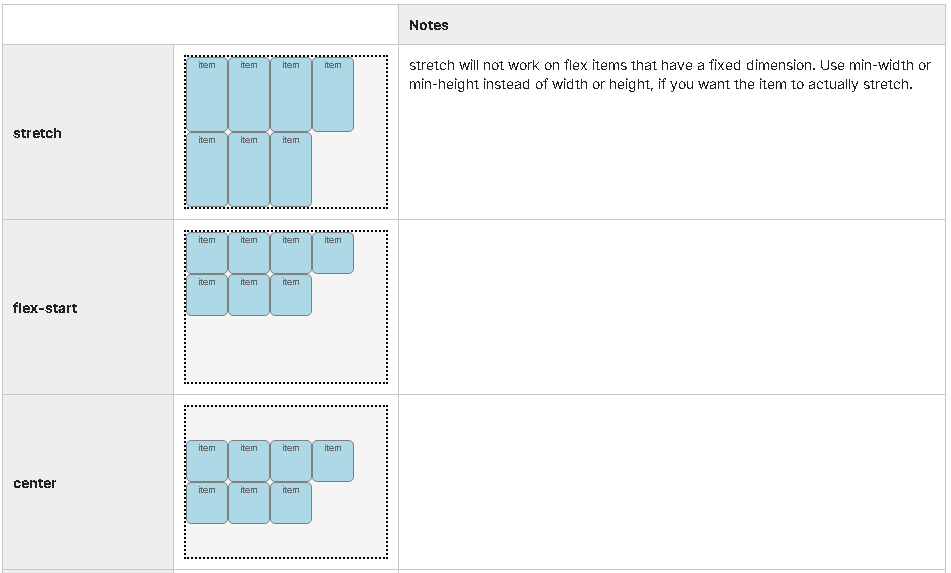 Notes
stretch
item item item item
item item item
stretch will not work on flex items that have a fixed dimension. Use min-width or
min-height instead of width or height, if you want the item to actually stretch.
flex-start
item item item item
item item item
center
item item item item
item item item